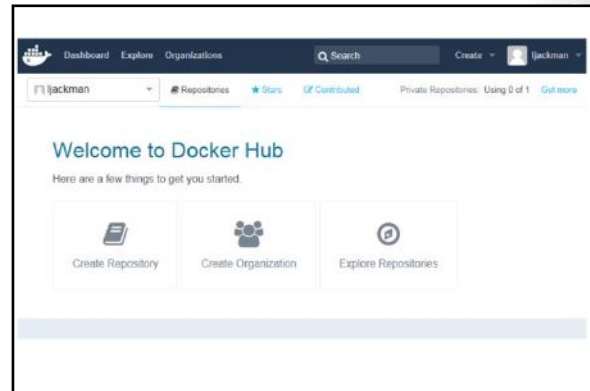 Dashboard Explore Organizations Search Create ljackman
ljackman Repositories Stars Contributed Private Repositories: Using 0 of 1 Get more
Welcome to Docker Hub
Here are a few things to get you started.
Create Repository Create Organization Explore Repositories